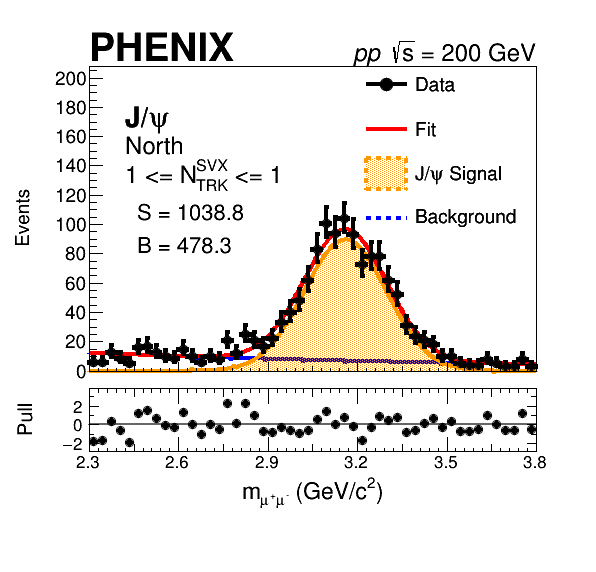 PHENIX
pp √s = 200 GeV
J/ψ
North
1 <= N^SVX_TRK <= 1
S = 1038.8
B = 478.3
Data
Fit
J/ψ Signal
Background
Events
200
180
160
140
120
100
80
60
40
20
0
Pull
2
0
−2
2.3 2.6 2.9 3.2 3.5 3.8
m_μ⁺μ⁻ (GeV/c²)